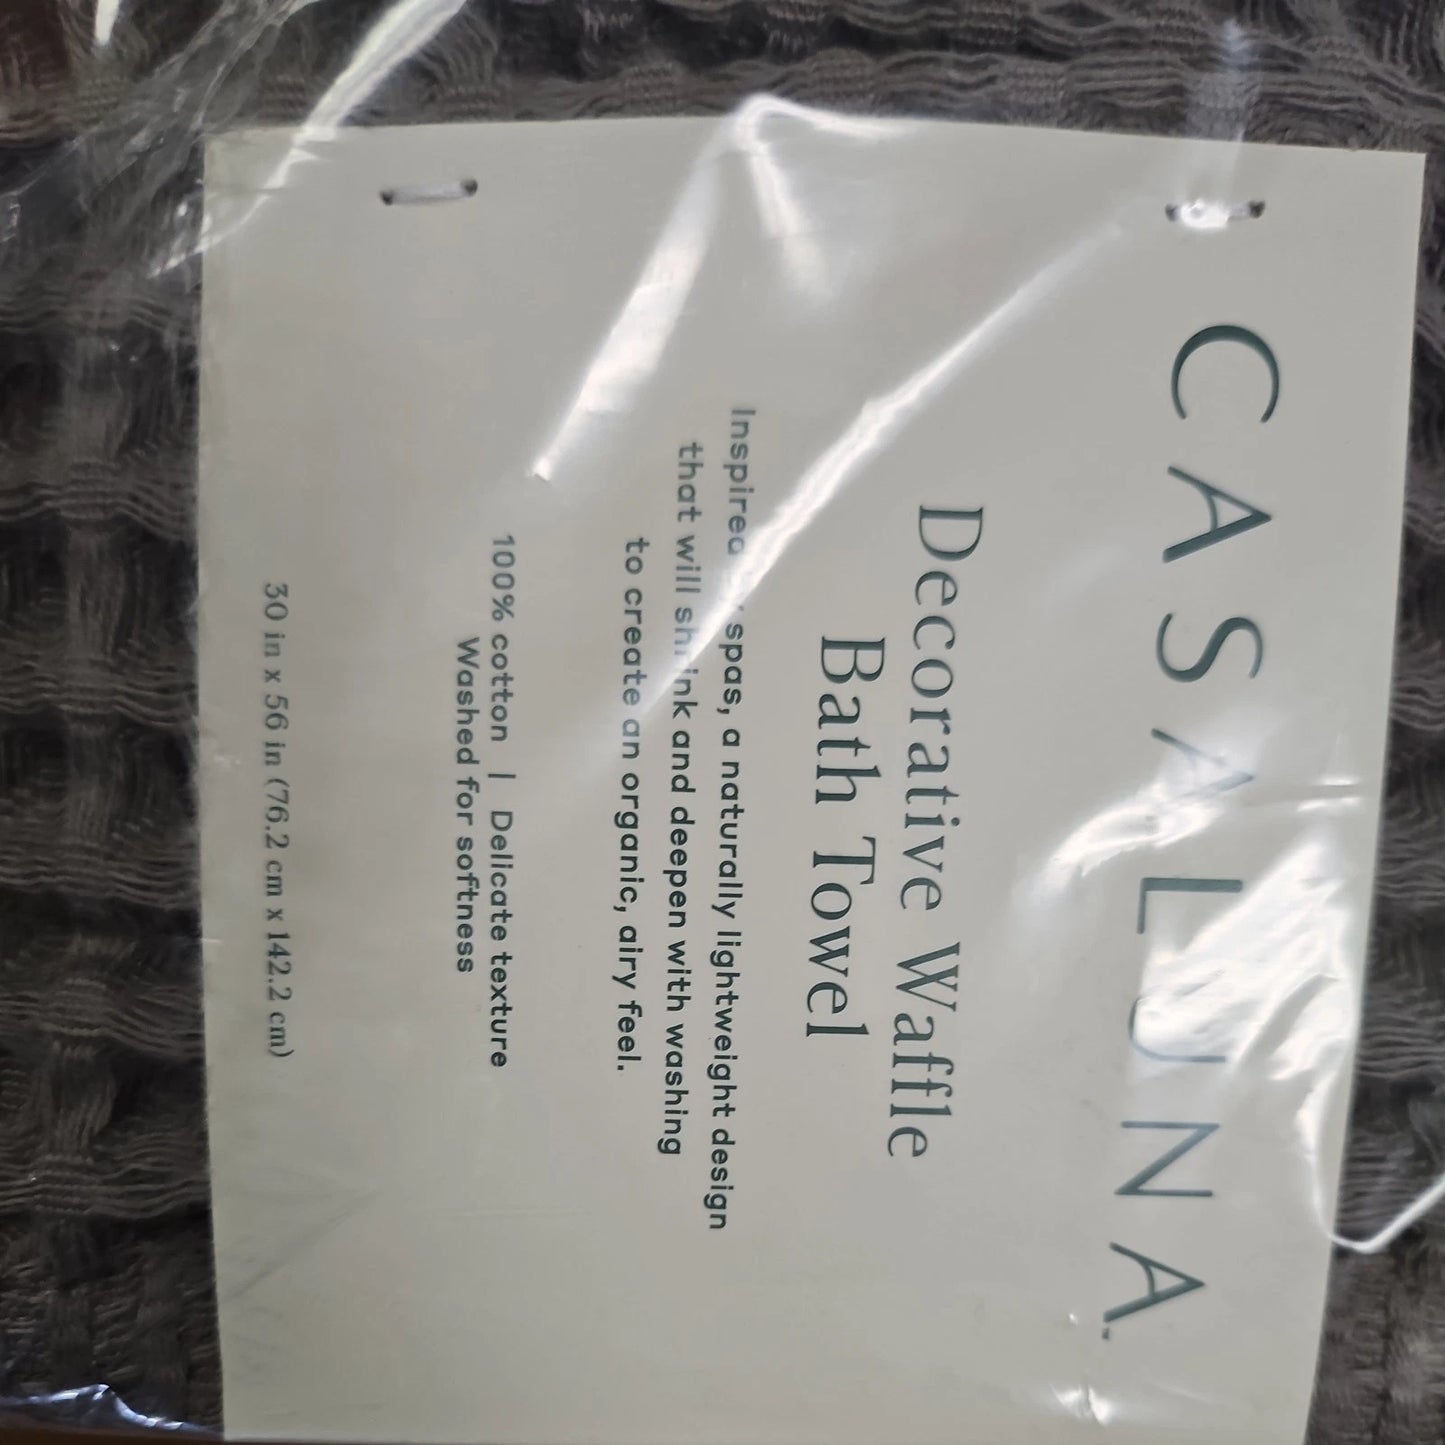 CASALUNA™
Decorative Waffle
Bath Towel
Inspired spas, a naturally lightweight design
that will shrink and deepen with washing
to create an organic, airy feel.
100% cotton | Delicate texture
Washed for softness
30 in x 56 in (76.2 cm x 142.2 cm)